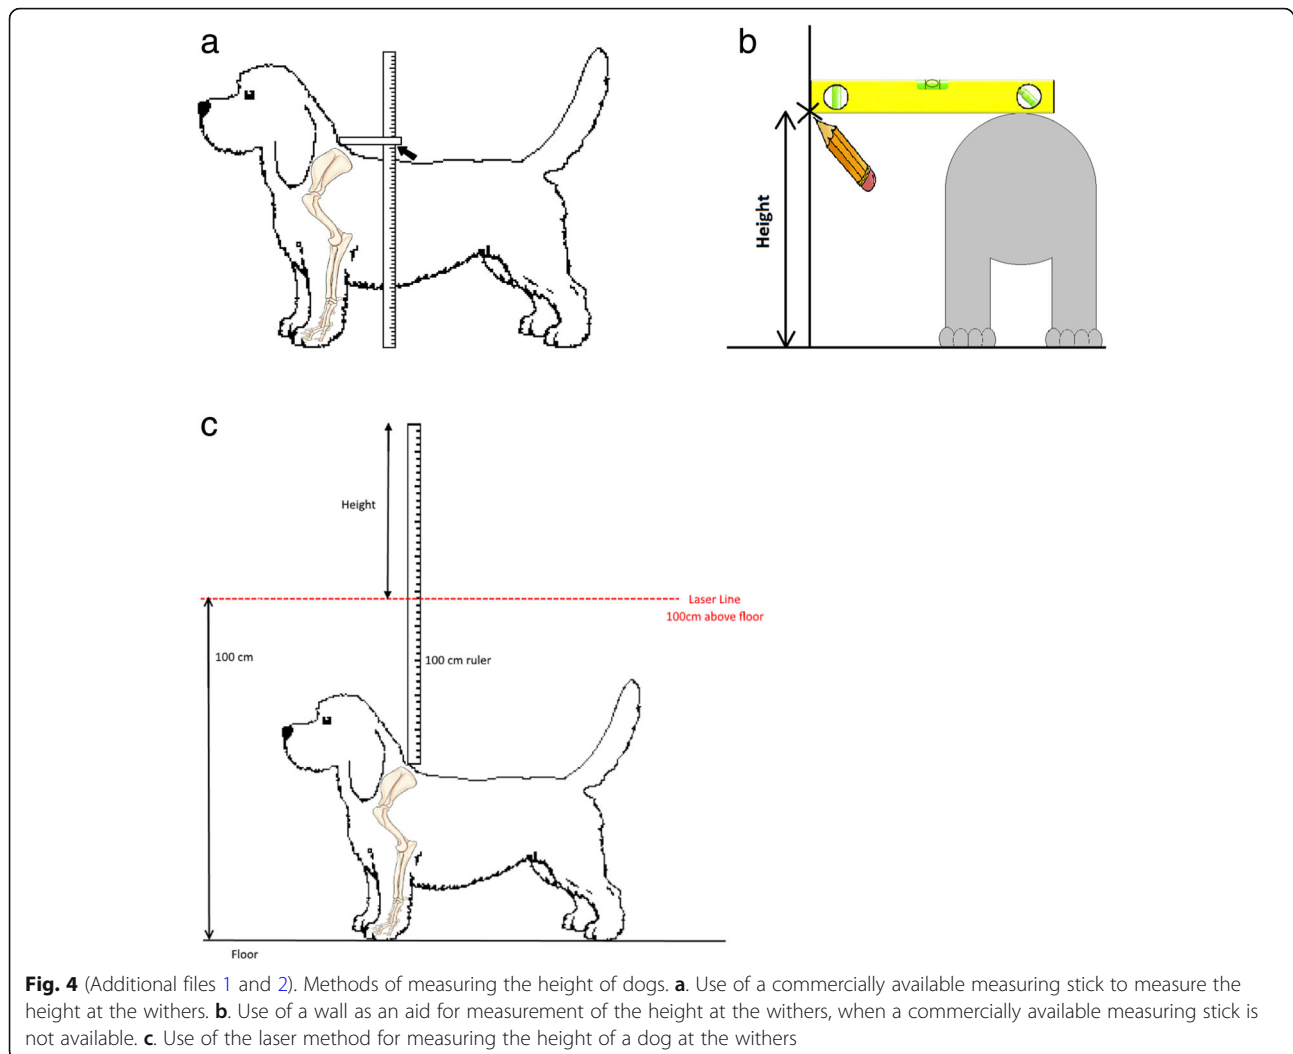 a
b
Height
c
Height
Laser Line
100cm above floor
100 cm
100 cm ruler
Floor
Fig. 4 (Additional files 1 and 2). Methods of measuring the height of dogs. a. Use of a commercially available measuring stick to measure the
height at the withers. b. Use of a wall as an aid for measurement of the height at the withers, when a commercially available measuring stick is
not available. c. Use of the laser method for measuring the height of a dog at the withers